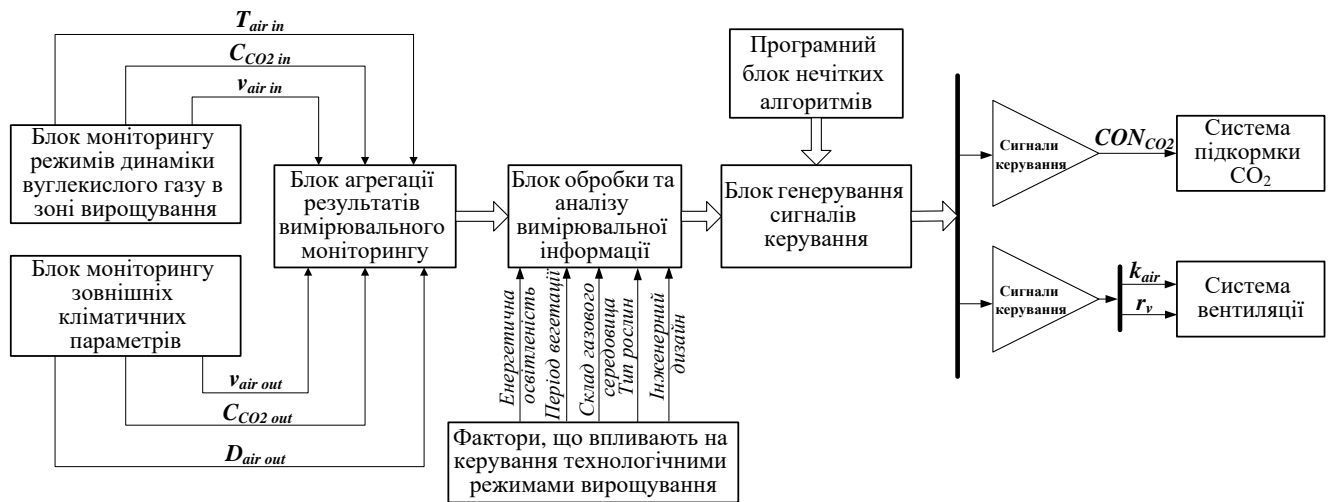 T air in
C CO2 in
v air in
Блок моніторингу
режимів динаміки
вуглекислого газу в
зоні вирощування
Блок моніторингу
зовнішніх
кліматичних
параметрів
v air out
C CO2 out
D air out
Блок агрегації
результатів
вимірювального
моніторингу
Блок обробки та
аналізу
вимірювальної
інформації
Енергетична
освітленість
Період вегетації
Склад газового
середовища
Тип рослин
Інженерний
дизайн
Фактори, що впливають на
керування технологічними
режимами вирощування
Програмний
блок нечітких
алгоритмів
Блок генерування
сигналів
керування
Сигнали
керування
CON CO2
Система
підкормки
CO2
Сигнали
керування
k air
r v
Система
вентиляції